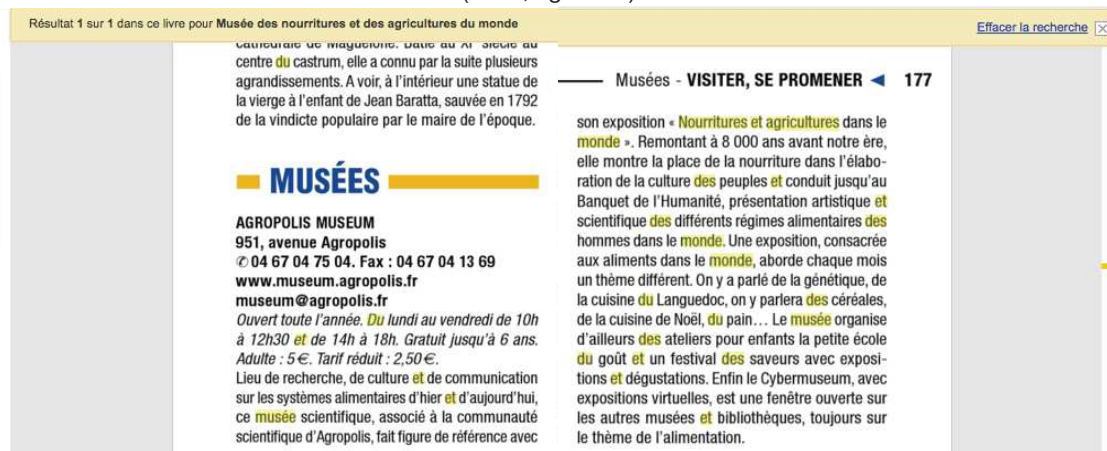 Résultat 1 sur 1 dans ce livre pour Musée des nourritures et des agricultures du monde
Effacer la recherche
cathédrale de Maguelone. Bâtie au XIe siècle au
centre du castrum, elle a connu par la suite plusieurs
agrandissements. A voir, à l'intérieur une statue de
la vierge à l'enfant de Jean Baratta, sauvée en 1792
de la vindicte populaire par le maire de l'époque.
MUSÉES
AGROPOLIS MUSEUM
951, avenue Agropolis
✆ 04 67 04 75 04. Fax : 04 67 04 13 69
www.museum.agropolis.fr
museum@agropolis.fr
Ouvert toute l'année. Du lundi au vendredi de 10h
à 12h30 et de 14h à 18h. Gratuit jusqu'à 6 ans.
Adulte : 5 €. Tarif réduit : 2,50 €.
Lieu de recherche, de culture et de communication
sur les systèmes alimentaires d'hier et d'aujourd'hui,
ce musée scientifique, associé à la communauté
scientifique d'Agropolis, fait figure de référence avec
Musées - VISITER, SE PROMENER ◄ 177
son exposition « Nourritures et agricultures dans le
monde ». Remontant à 8 000 ans avant notre ère,
elle montre la place de la nourriture dans l'élabo-
ration de la culture des peuples et conduit jusqu'au
Banquet de l'Humanité, présentation artistique et
scientifique des différents régimes alimentaires des
hommes dans le monde. Une exposition, consacrée
aux aliments dans le monde, aborde chaque mois
un thème différent. On y a parlé de la génétique, de
la cuisine du Languedoc, on y parlera des céréales,
de la cuisine de Noël, du pain… Le musée organise
d'ailleurs des ateliers pour enfants la petite école
du goût et un festival des saveurs avec exposi-
tions et dégustations. Enfin le Cybermuseum, avec
expositions virtuelles, est une fenêtre ouverte sur
les autres musées et bibliothèques, toujours sur
le thème de l'alimentation.